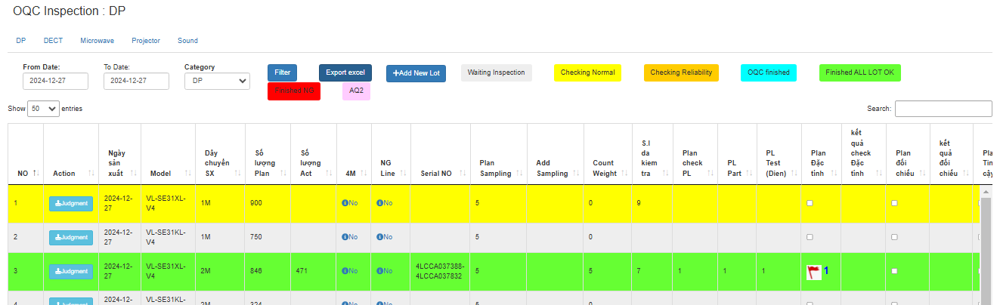 OQC Inspection : DP
DP DECT Microwave Projector Sound
From Date: To Date: Category
2024-12-27 2024-12-27 DP Filter Export excel +Add New Lot Waiting Inspection Checking Normal Checking Reliability OQC finished Finished ALL LOT OK
Finished NG AQ2
Show 50 entries Search:
NO
Action
Ngày
sản
xuất
Model
Dây
chuyền
SX
Số
lượng
Plan
Số
lượng
Act
4M
NG
Line
Serial NO
Plan
Sampling
Add
Sampling
Count
Weight
S.l
da
kiem
tra
Plan
check
PL
PL
Part
PL
Test
(Dien)
Plan
Đặc
tính
kết
quả
check
Đặc
tính
Plan
đối
chiếu
kết
quả
đối
chiếu
1 Judgment 2024-12-
27 VL-SE31XL-
V4 1M 900 No No 5 0 9
2 Judgment 2024-12-
27 VL-SE31KL-
V4 1M 750 No No 5 0
3 Judgment 2024-12-
27 VL-SE31XL-
V4 2M 846 471 No No 4LCCA037388-
4LCCA037832 5 5 7 1 1 1 1
4 Judgment 2024-12- VL-SE31KL- 2M 324 No No 5 0